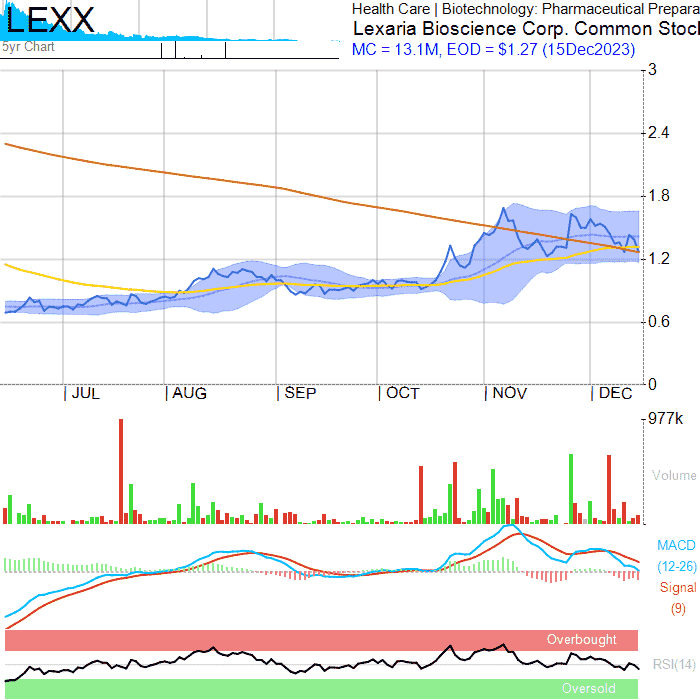 LEXX
Health Care | Biotechnology: Pharmaceutical Prepara
Lexaria Bioscience Corp. Common Stocl
5yr Chart
MC = 13.1M, EOD = $1.27 (15Dec2023)
3
2.4
1.8
1.2
0.6
0
JUL
AUG
SEP
OCT
NOV
DEC
977k
Volume
MACD
(12-26)
Signal
(9)
Overbought
RSI(14)
Oversold